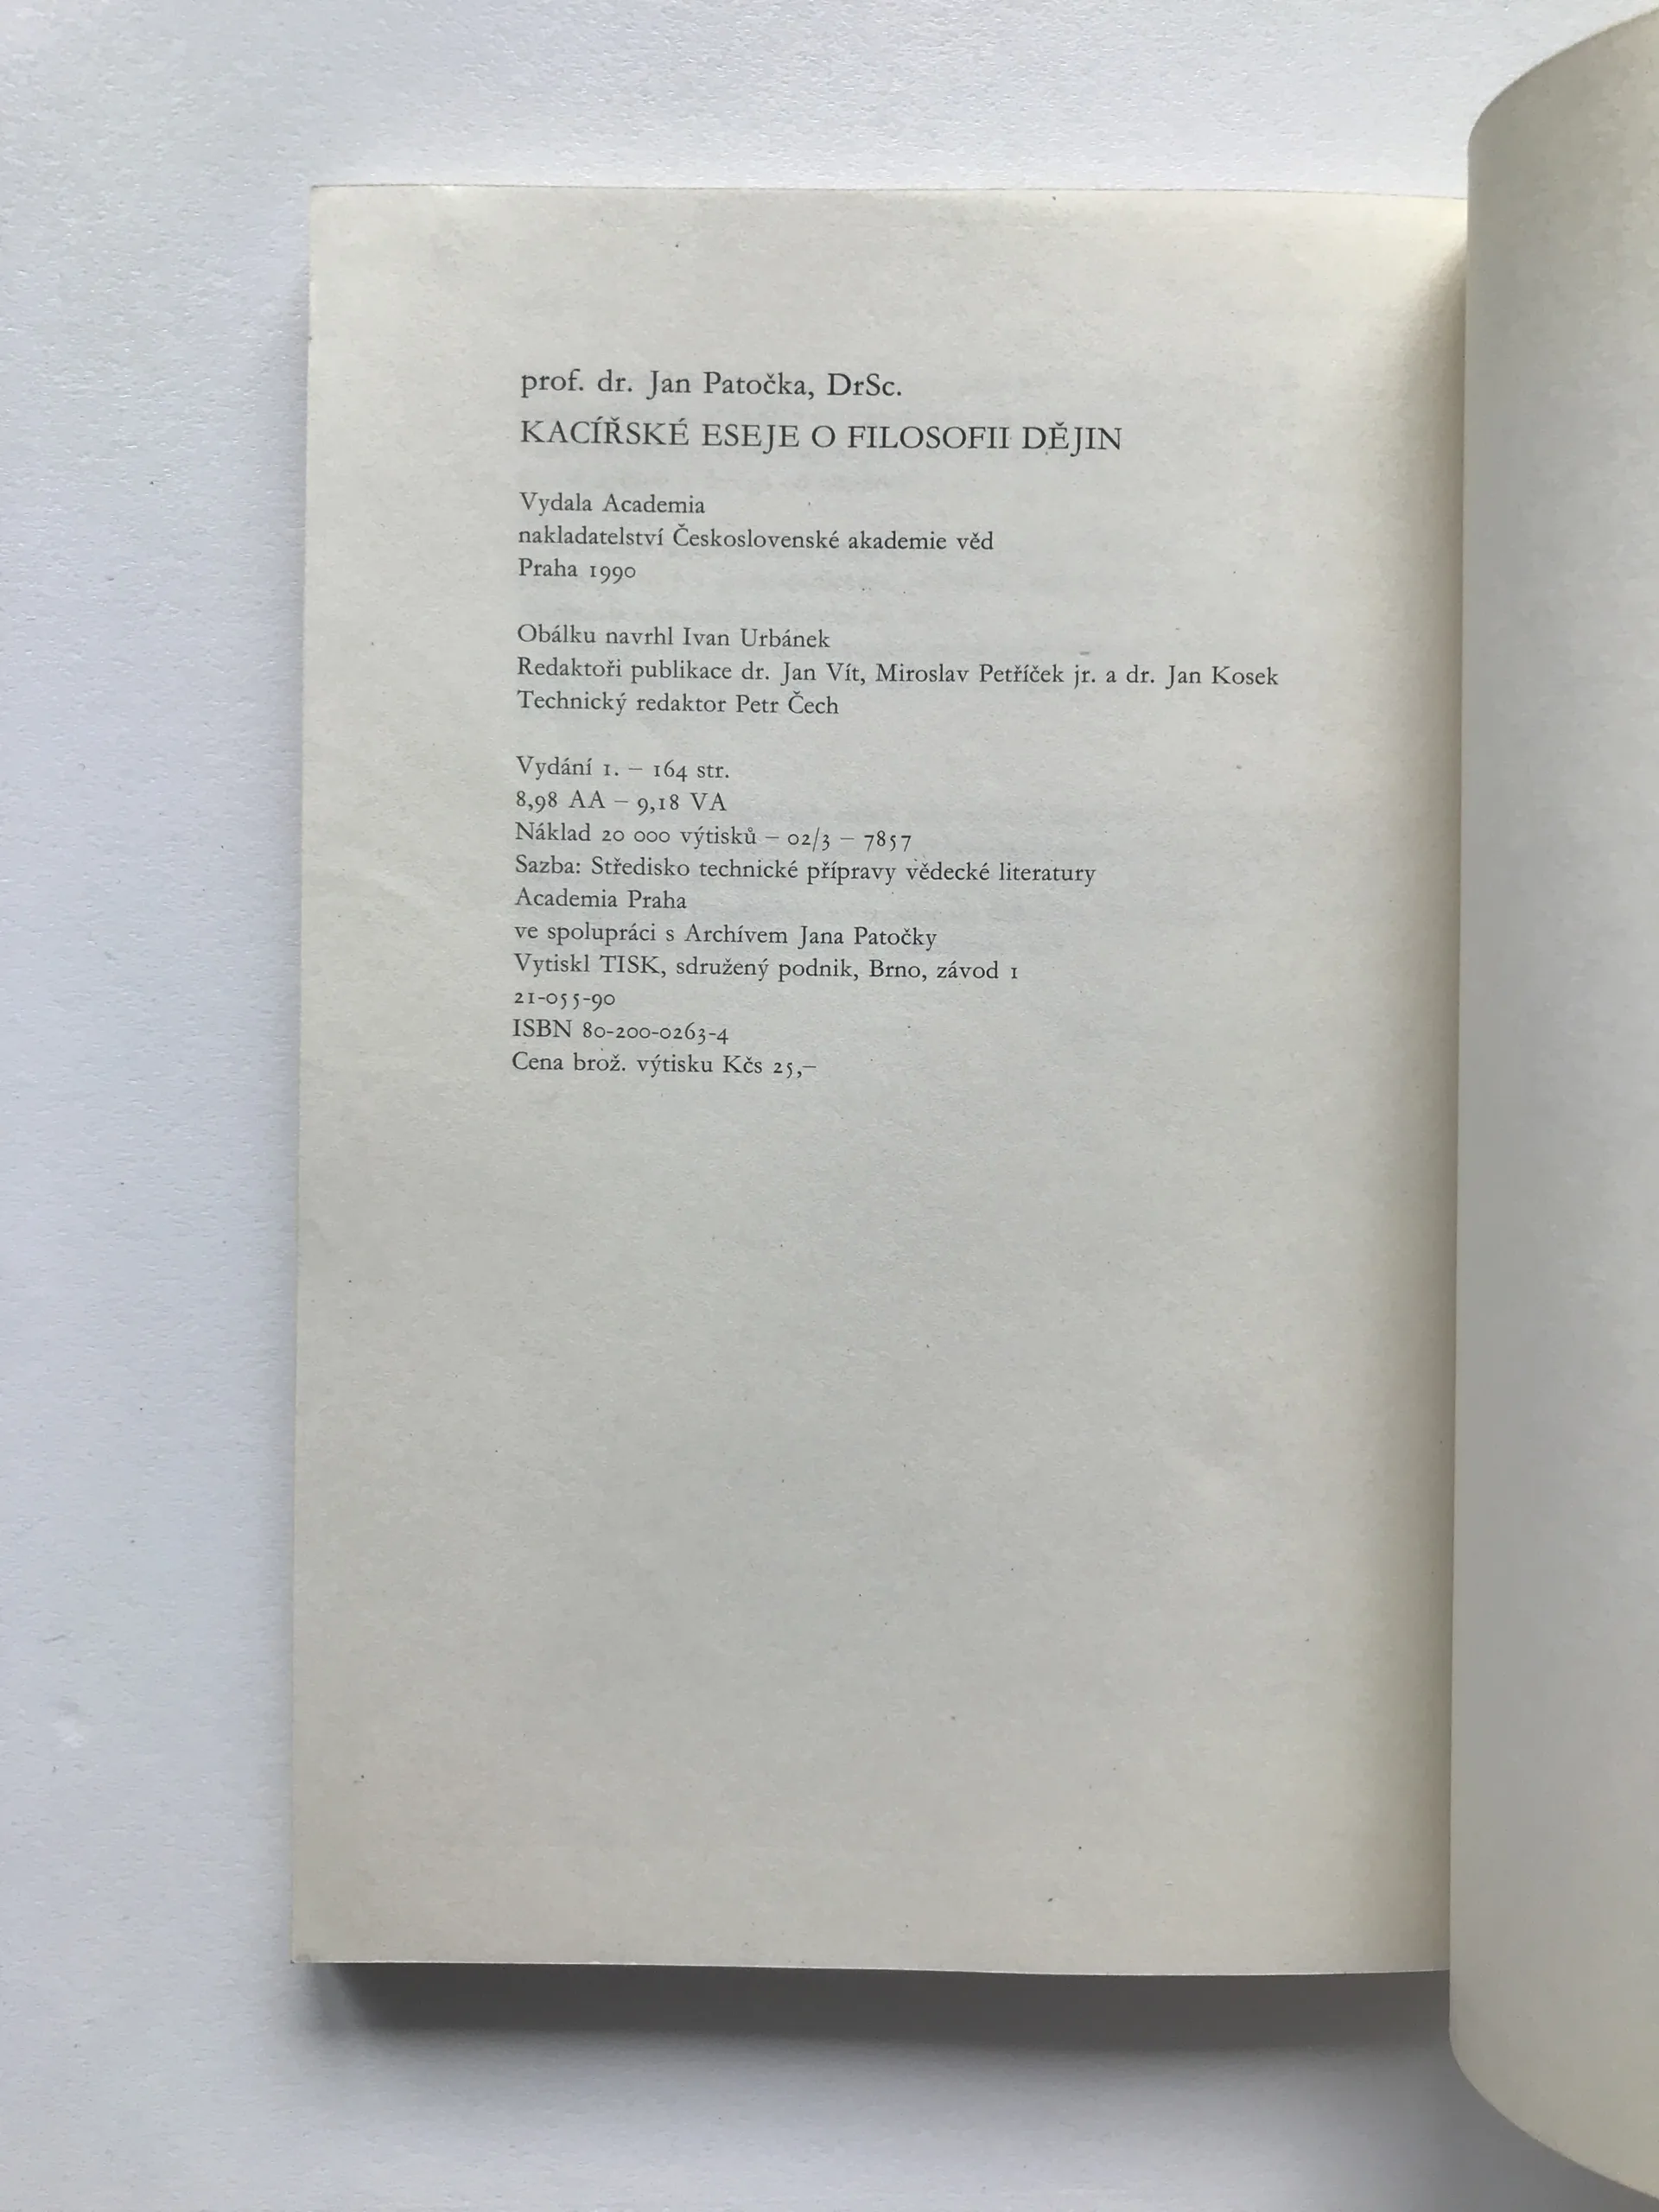 prof. dr. Jan Patočka, DrSc.
KACÍŘSKÉ ESEJE O FILOSOFII DĚJIN
Vydala Academia
nakladatelství Československé akademie věd
Praha 1990
Obálku navrhl Ivan Urbánek
Redaktoři publikace dr. Jan Vít, Miroslav Petříček jr. a dr. Jan Kosek
Technický redaktor Petr Čech
Vydání 1. – 164 str.
8,98 AA – 9,18 VA
Náklad 20 000 výtisků – 02/3 – 7857
Sazba: Středisko technické přípravy vědecké literatury
Academia Praha
ve spolupráci s Archívem Jana Patočky
Vytiskl TISK, sdružený podnik, Brno, závod 1
21-055-90
ISBN 80-200-0263-4
Cena brož. výtisku Kčs 25,–